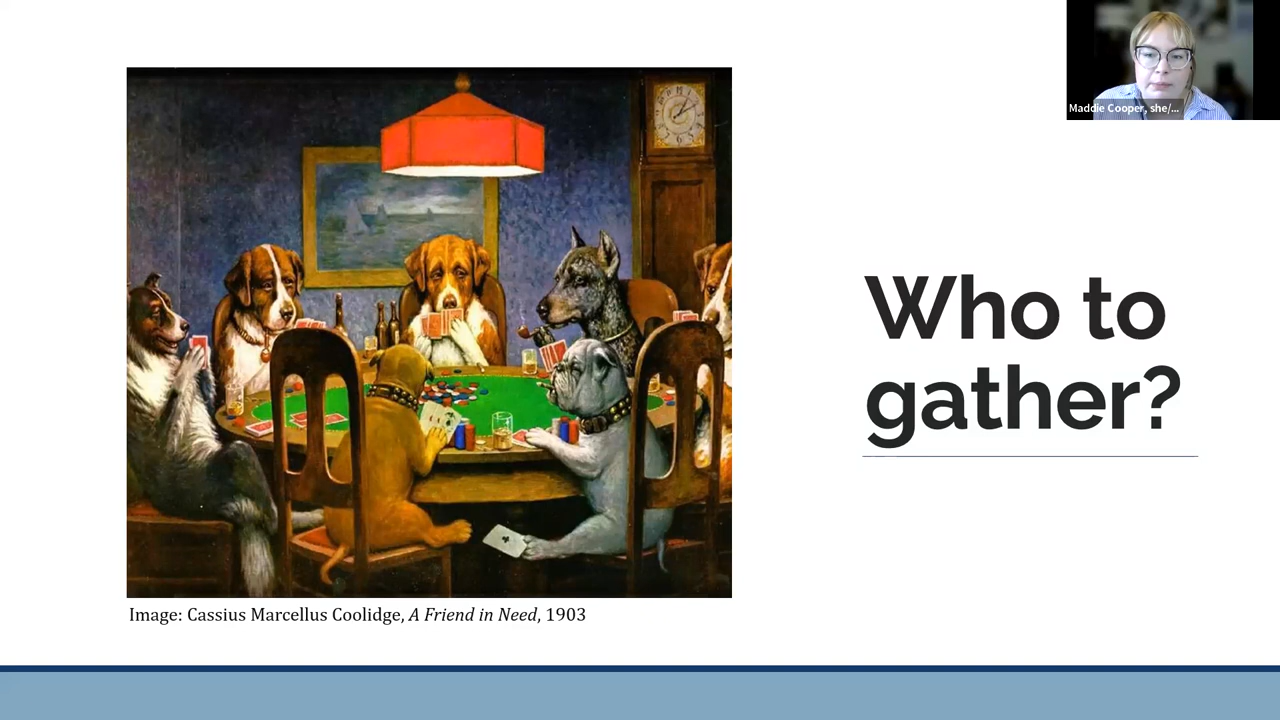 Maddie Cooper, she/...
Who to
gather?
Image: Cassius Marcellus Coolidge, A Friend in Need, 1903